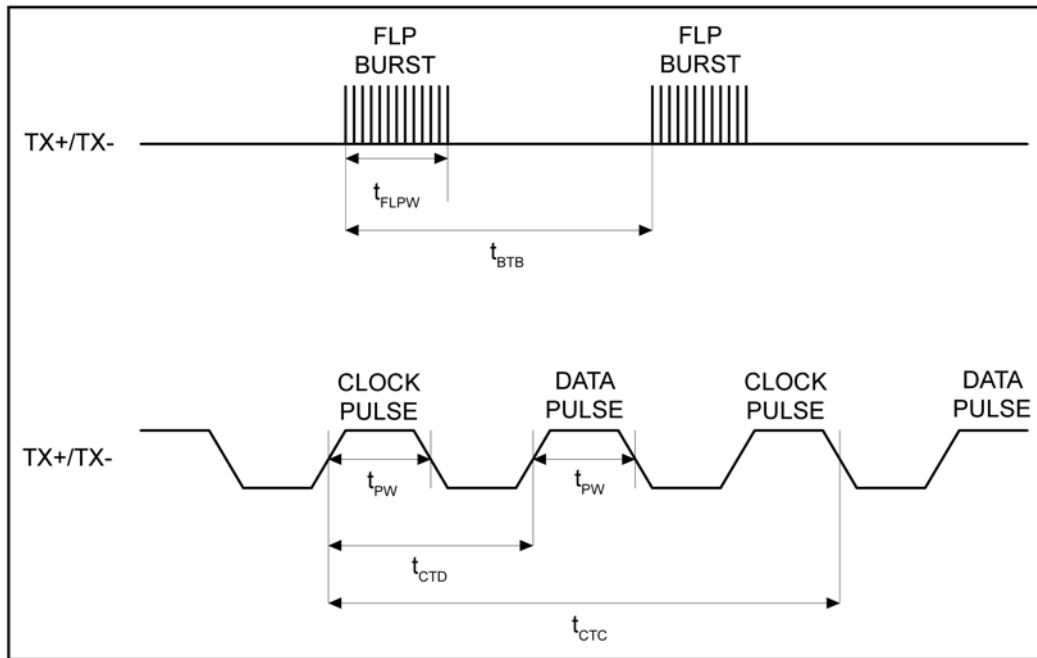 FLP
BURST
FLP
BURST
TX+/TX-
tFLPW
tBTB
CLOCK
PULSE
DATA
PULSE
CLOCK
PULSE
DATA
PULSE
TX+/TX-
tPW
tPW
tCTD
tCTC